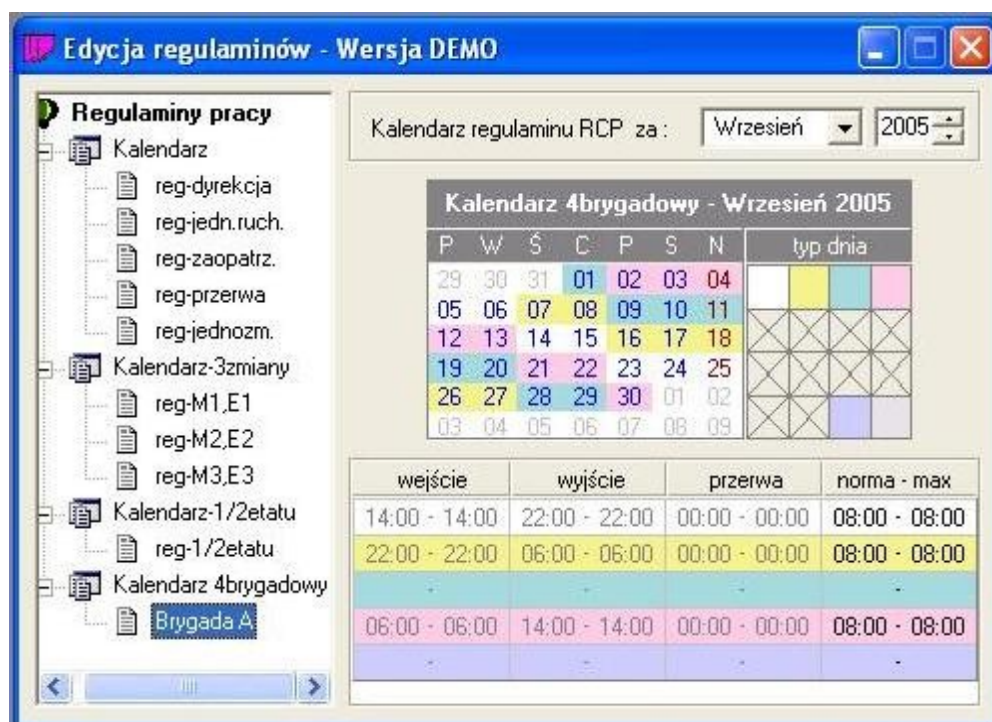 Edycja regulaminów - Wersja DEMO
Regulaminy pracy
Kalendarz
reg-dyrekcja
reg-jedn.ruch.
reg-zaopatrz.
reg-przerwa
reg-jednozm.
Kalendarz-3zmiany
reg-M1,E1
reg-M2,E2
reg-M3,E3
Kalendarz-1/2etatu
reg-1/2etatu
Kalendarz 4brygadowy
Brygada A
Kalendarz regulaminu RCP za : Wrzesień 2005
Kalendarz 4brygadowy - Wrzesień 2005
P W Ś C P S N typ dnia
29 30 31 01 02 03 04
05 06 07 08 09 10 11
12 13 14 15 16 17 18
19 20 21 22 23 24 25
26 27 28 29 30 01 02
03 04 05 06 07 08 09
wejście wyjście przerwa norma - max
14:00 - 14:00 22:00 - 22:00 00:00 - 00:00 08:00 - 08:00
22:00 - 22:00 06:00 - 06:00 00:00 - 00:00 08:00 - 08:00
- - - -
06:00 - 06:00 14:00 - 14:00 00:00 - 00:00 08:00 - 08:00
- - - -